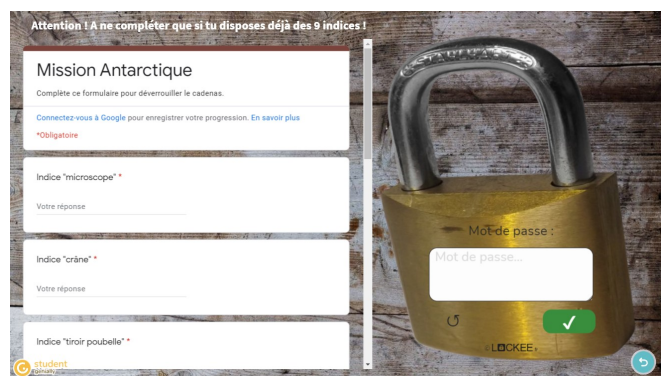 Attention ! A ne compléter que si tu disposes déjà des 9 indices !
Mission Antarctique
Complète ce formulaire pour déverrouiller le cadenas.
Connectez-vous à Google pour enregistrer votre progression. En savoir plus
*Obligatoire
Indice "microscope" *
Votre réponse
Indice "crâne" *
Votre réponse
Indice "tiroir poubelle" *
Mot de passe :
Mot de passe...
LOCKEE
student
genially